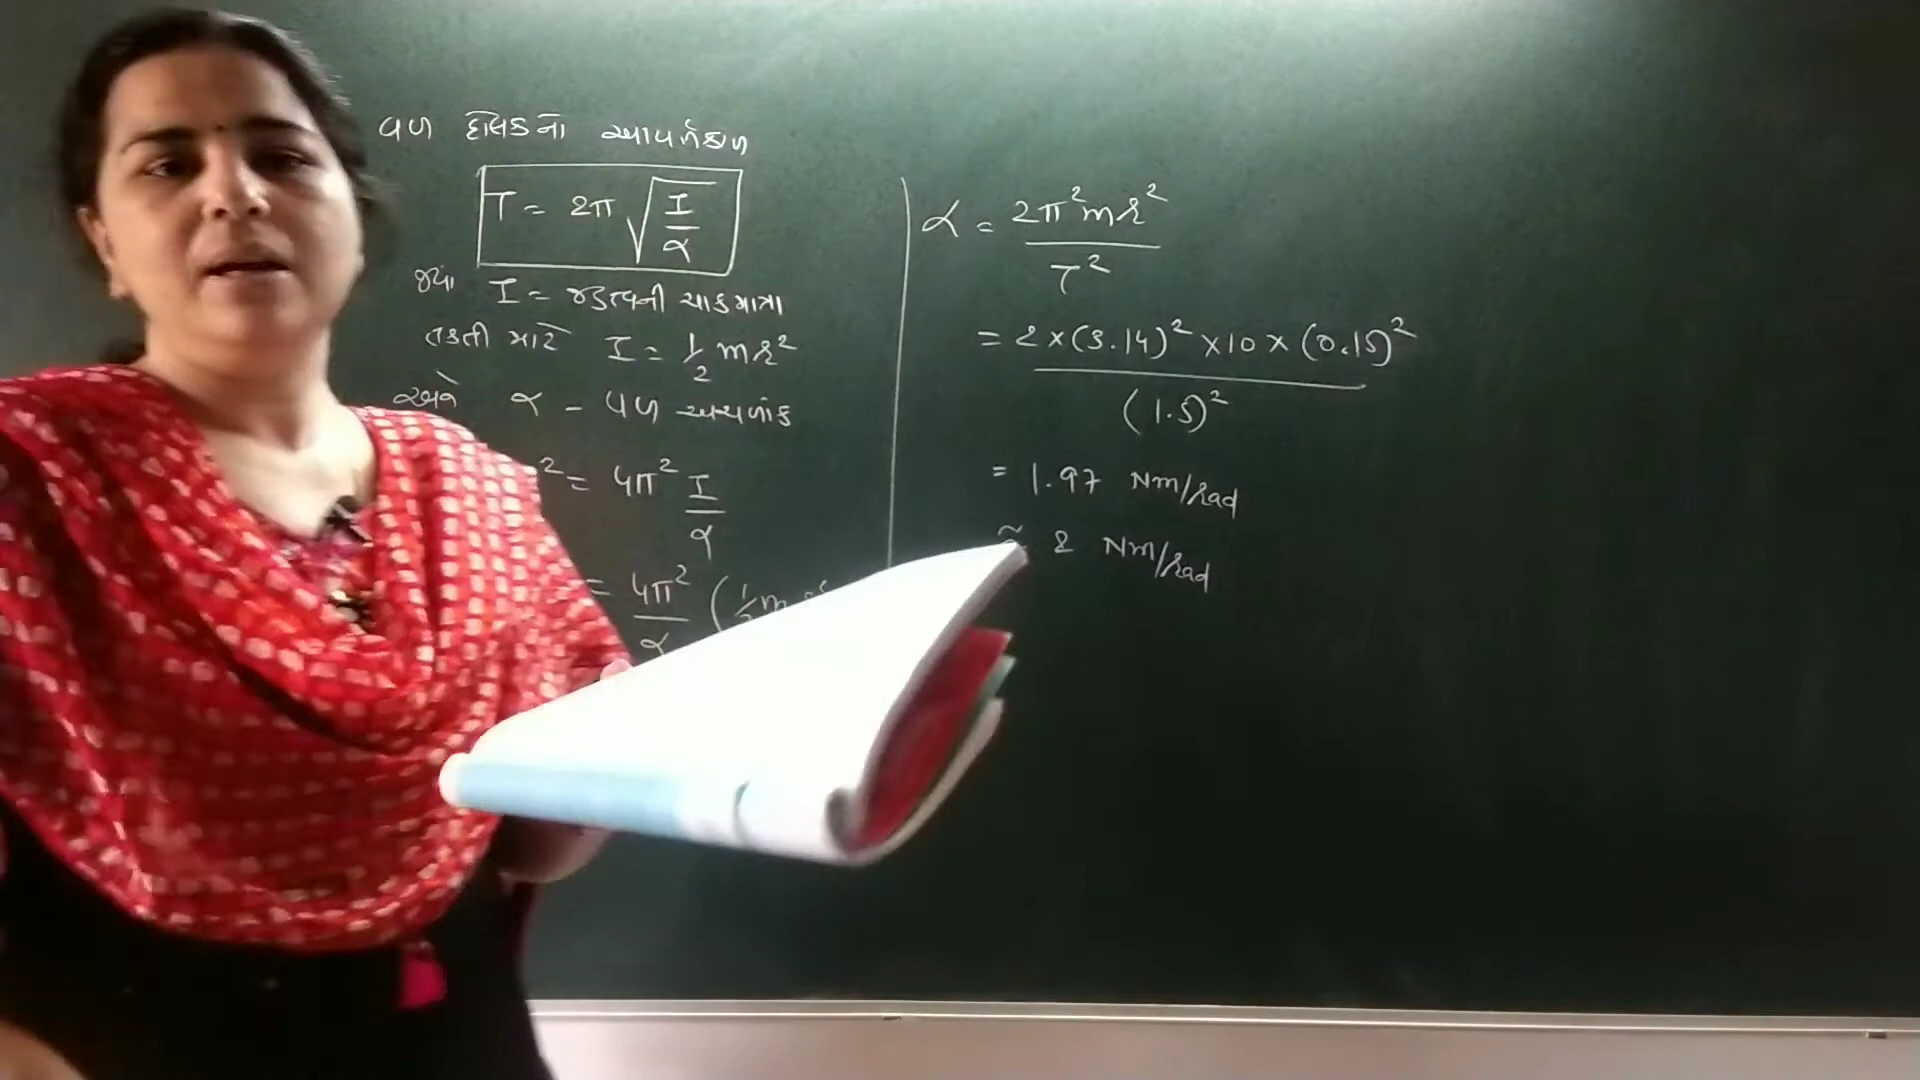 વળ દોલકના આવર્તકાળ
T = 2π √(I/α)
જ્યાં I = જડત્વની ચાકમાત્રા
તકતી માટે I = 1/2 mr²
અને α - વળ અચળાંક
² = 4π² I/α
= 4π²/α (1/2 m
α = 2π²mr²/T²
= 2×(3.14)²×10×(0.15)²/(1.5)²
= 1.97 Nm/rad
≈ 2 Nm/rad